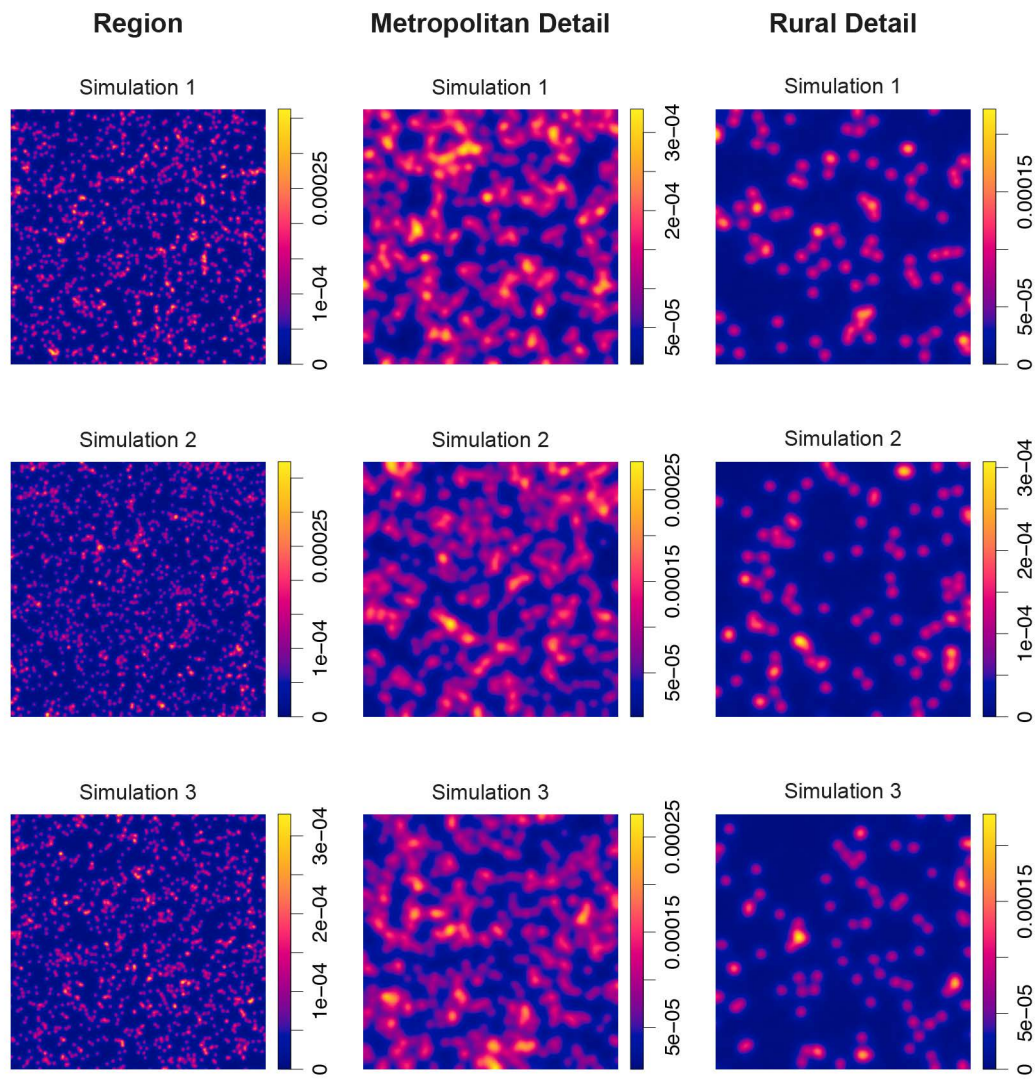 Region Metropolitan Detail Rural Detail
Simulation 1 Simulation 1 Simulation 1
0 1e-04 0.00025
5e-05 2e-04 3e-04
0 5e-05 0.00015
Simulation 2 Simulation 2 Simulation 2
0 1e-04 0.00025
5e-05 0.00015 0.00025
0 1e-04 2e-04 3e-04
Simulation 3 Simulation 3 Simulation 3
0 1e-04 2e-04 3e-04
5e-05 0.00015 0.00025
0 5e-05 0.00015